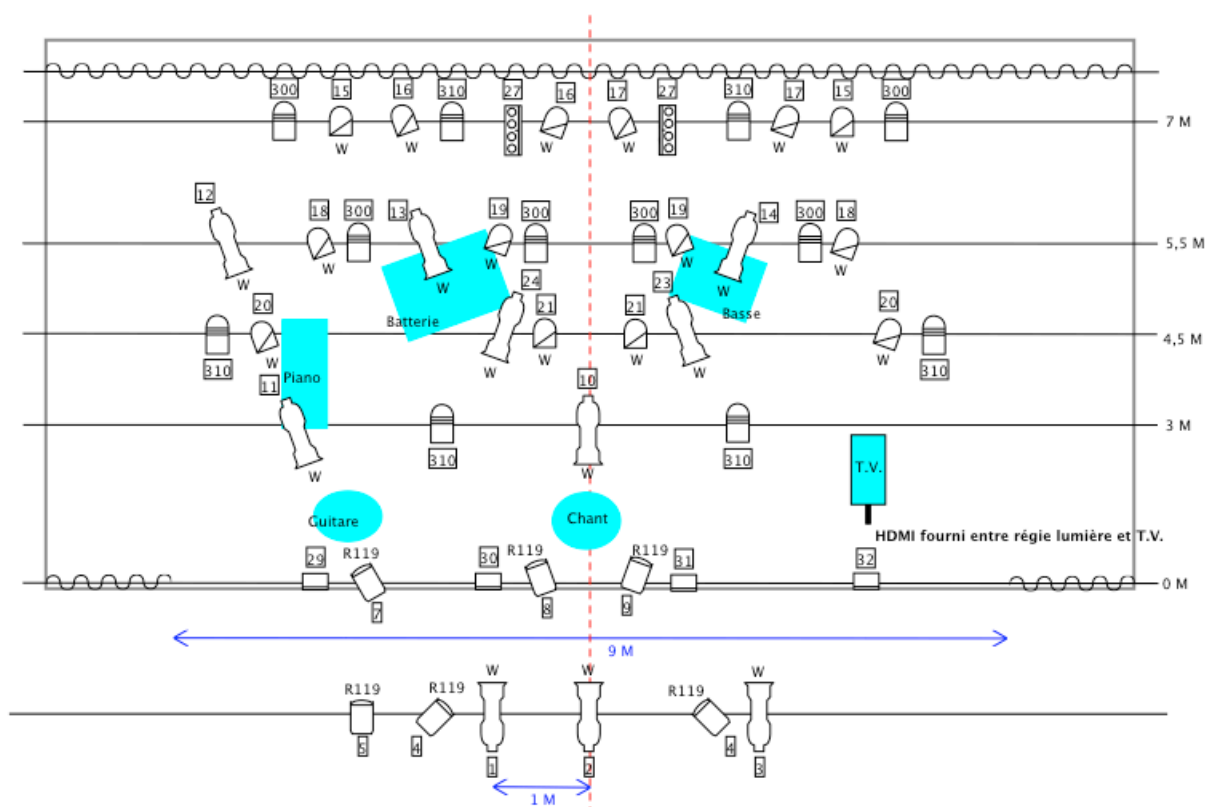 300 15 16 310 27 16 17 27 310 17 15 300
W W W W W W
7 M
12 18 300 13 19 300 300 19 14 300 18
5,5 M
W W W W W W W
Batterie
Basse
20 24 21 21 23 20
4,5 M
310 W W W W W W 310
Piano
11
10
3 M
W 310 W 310
T.V.
Guitare
Chant
HDMI fourni entre régie lumière et T.V.
29 R119 30 R119 R119 31 32
0 M
7 8 9
9 M
W W W
R119 R119 R119
5 4 1 2 4 3
1 M